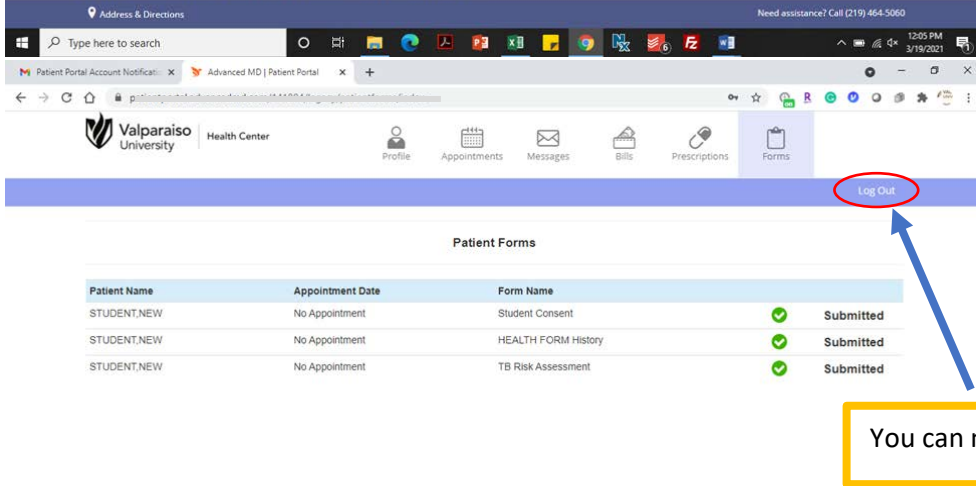 Address & Directions
Need assistance? Call (219) 464-5060
Type here to search
12:05 PM
3/19/2021
Patient Portal Account Notificati
Advanced MD | Patient Portal
Valparaiso
University
Health Center
Profile
Appointments
Messages
Bills
Prescriptions
Forms
Log Out
Patient Forms
Patient Name Appointment Date Form Name
STUDENT,NEW No Appointment Student Consent Submitted
STUDENT,NEW No Appointment HEALTH FORM History Submitted
STUDENT,NEW No Appointment TB Risk Assessment Submitted
You can